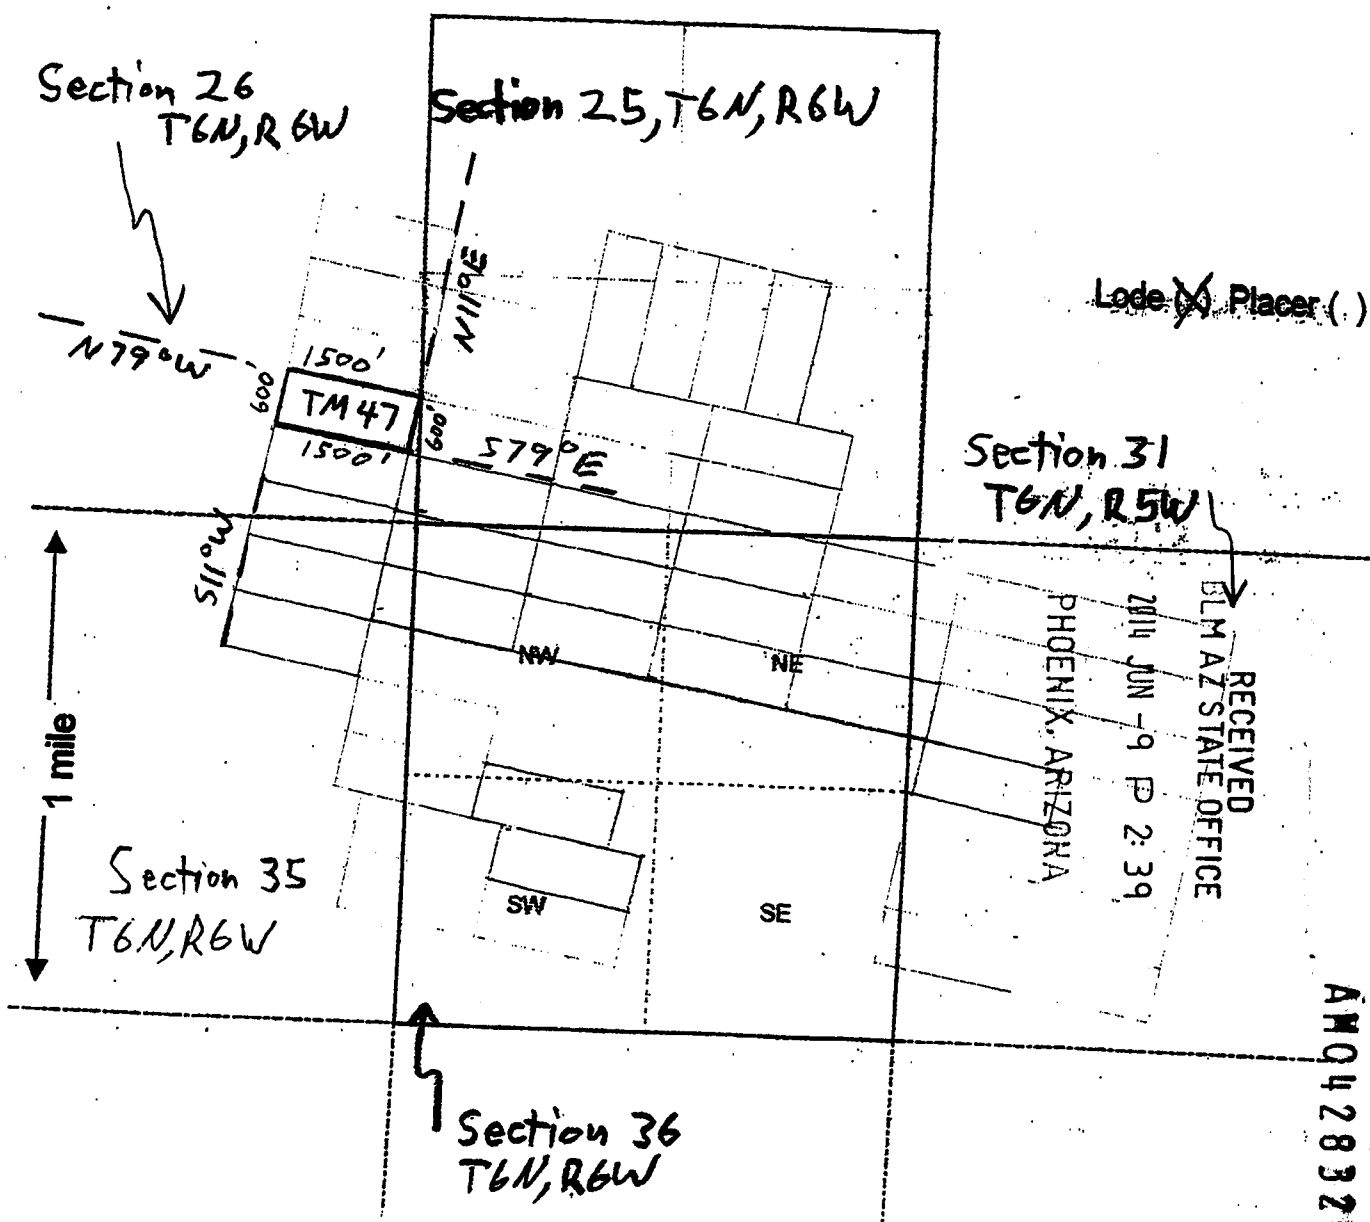 Section 26
T6N, R6W
Section 25, T6N, R6W
N11°E
Lode (X) Placer ( )
N79°W
1500'
600'
TM 47
600'
1500'
S79°E
Section 31
T6N, R5W
S11°W
RECEIVED
BLM AZ STATE OFFICE
2014 JUN -9 P 2:39
PHOENIX, ARIZONA
NW
NE
1 mile
Section 35
T6N, R6W
SW
SE
Section 36
T6N, R6W
AMC428332